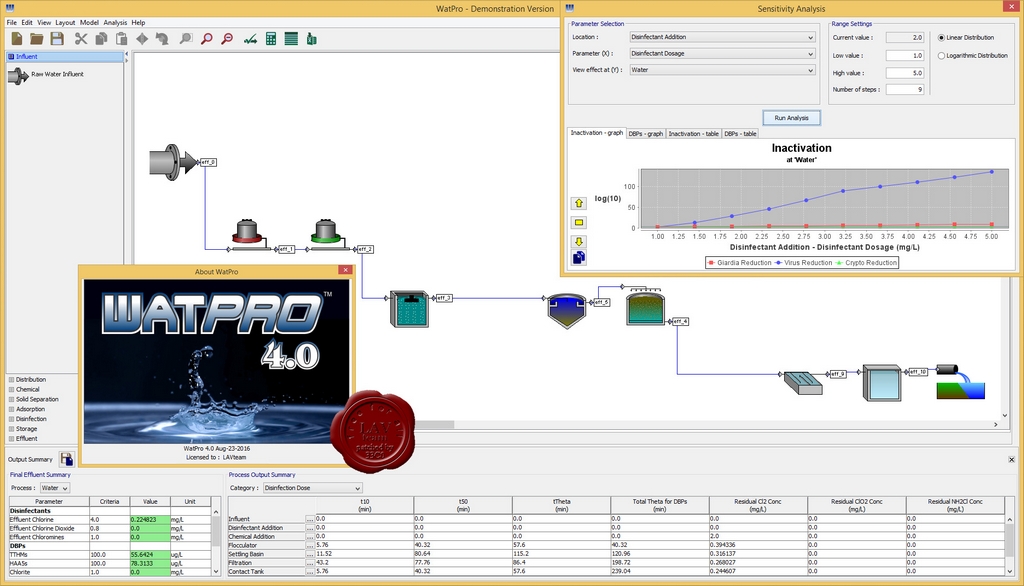 WatPro - Demonstration Version
File Edit View Layout Model Analysis Help
Influent
Raw Water Influent
eff_0
eff_1
eff_2
eff_3
eff_5
eff_4
eff_9
eff_10
Distribution
Chemical
Solid Separation
Adsorption
Disinfection
Storage
Effluent
Sensitivity Analysis
Parameter Selection
Location : Disinfectant Addition
Parameter (X) : Disinfectant Dosage
View effect at (Y) : Water
Range Settings
Current value : 2.0
Low value : 1.0
High value : 5.0
Number of steps : 9
Linear Distribution
Logarithmic Distribution
Run Analysis
Inactivation - graph DBPs - graph Inactivation - table DBPs - table
Inactivation
at 'Water'
log(10)
100
50
0
1.00 1.25 1.50 1.75 2.00 2.25 2.50 2.75 3.00 3.25 3.50 3.75 4.00 4.25 4.50 4.75 5.00
Disinfectant Addition - Disinfectant Dosage (mg/L)
Giardia Reduction Virus Reduction Crypto Reduction
About WatPro
WATPRO™
4.0
WatPro 4.0 Aug-23-2016
Licensed to : LAVteam
LAV
team
Output Summary
Final Effluent Summary
Process : Water
Parameter Criteria Value Unit
Disinfectants
Effluent Chlorine 4.0 0.224823 mg/L
Effluent Chlorine Dioxide 0.8 0.0 mg/L
Effluent Chloromines 1.0 0.0 mg/L
DBPs
TTHMs 100.0 55.6424 ug/L
HAA5s 100.0 78.3133 ug/L
Chlorite 1.0 0.0 mg/L
Process Output Summary
Category : Disinfection Dose
t10 (min) t50 (min) tTheta (min) Total Theta for DBPs (min) Residual Cl2 Conc (mg/L) Residual ClO2 Conc (mg/L) Residual NH2Cl Conc (mg/L)
Influent ... 0.0 0.0 0.0 0.0 0.0 0.0 0.0
Disinfectant Addition ... 0.0 0.0 0.0 0.0 0.0 0.0 0.0
Chemical Addition ... 0.0 0.0 0.0 0.0 2.0 0.0 0.0
Flocculator ... 5.76 40.32 57.6 40.32 0.394336 0.0 0.0
Settling Basin ... 11.52 80.64 115.2 120.96 0.316137 0.0 0.0
Filtration ... 43.2 77.76 86.4 198.72 0.268027 0.0 0.0
Contact Tank ... 5.76 40.32 57.6 239.04 0.244607 0.0 0.0